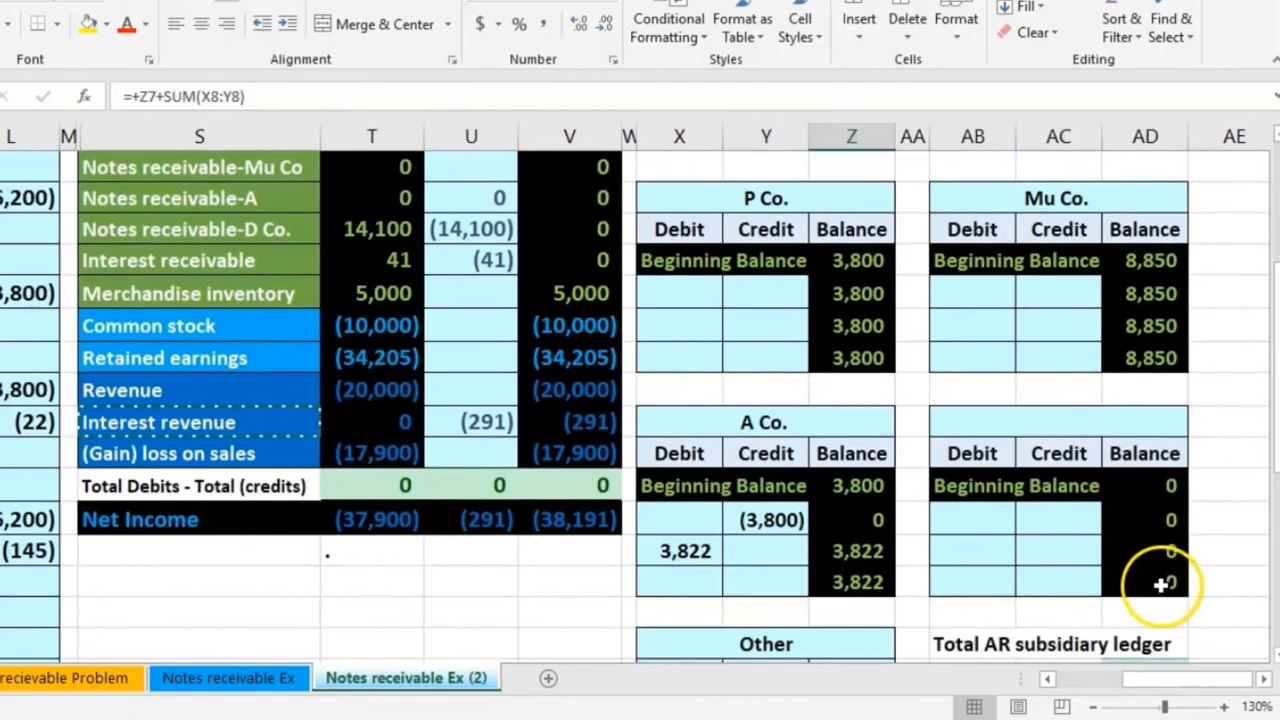 Merge & Center $ % , Conditional Formatting Format as Table Cell Styles Insert Delete Format Fill Clear Sort & Filter Find & Select
Font Alignment Number Styles Cells Editing
fx =+Z7+SUM(X8:Y8)
L M S T U V W X Y Z AA AB AC AD AE
Notes receivable-Mu Co 0 0
5,200) Notes receivable-A 0 0 0 P Co. Mu Co.
Notes receivable-D Co. 14,100 (14,100) 0 Debit Credit Balance Debit Credit Balance
Interest receivable 41 (41) 0 Beginning Balance 3,800 Beginning Balance 8,850
3,800) Merchandise inventory 5,000 5,000 3,800 8,850
Common stock (10,000) (10,000) 3,800 8,850
Retained earnings (34,205) (34,205) 3,800 8,850
3,800) Revenue (20,000) (20,000)
(22) Interest revenue 0 (291) (291) A Co.
(Gain) loss on sales (17,900) (17,900) Debit Credit Balance Debit Credit Balance
Total Debits - Total (credits) 0 0 0 Beginning Balance 3,800 Beginning Balance 0
5,200) Net Income (37,900) (291) (38,191) (3,800) 0 0
(145) . 3,822 3,822 0
3,822 0
Other Total AR subsidiary ledger
recievable Problem Notes receivable Ex Notes receivable Ex (2)
130%